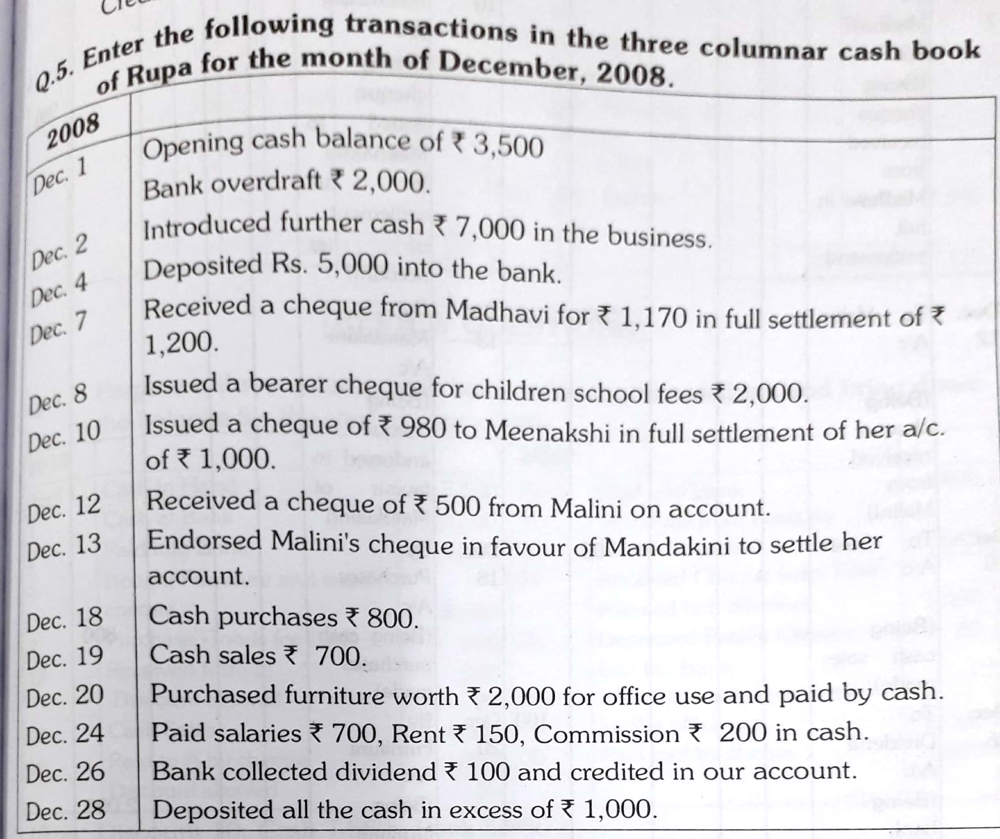 Q.5. Enter the following transactions in the three columnar cash book
of Rupa for the month of December, 2008.
2008
Dec. 1 Opening cash balance of ₹ 3,500
Bank overdraft ₹ 2,000.
Dec. 2 Introduced further cash ₹ 7,000 in the business.
Dec. 4 Deposited Rs. 5,000 into the bank.
Dec. 7 Received a cheque from Madhavi for ₹ 1,170 in full settlement of ₹
1,200.
Dec. 8 Issued a bearer cheque for children school fees ₹ 2,000.
Dec. 10 Issued a cheque of ₹ 980 to Meenakshi in full settlement of her a/c.
of ₹ 1,000.
Dec. 12 Received a cheque of ₹ 500 from Malini on account.
Dec. 13 Endorsed Malini's cheque in favour of Mandakini to settle her
account.
Dec. 18 Cash purchases ₹ 800.
Dec. 19 Cash sales ₹ 700.
Dec. 20 Purchased furniture worth ₹ 2,000 for office use and paid by cash.
Dec. 24 Paid salaries ₹ 700, Rent ₹ 150, Commission ₹ 200 in cash.
Dec. 26 Bank collected dividend ₹ 100 and credited in our account.
Dec. 28 Deposited all the cash in excess of ₹ 1,000.